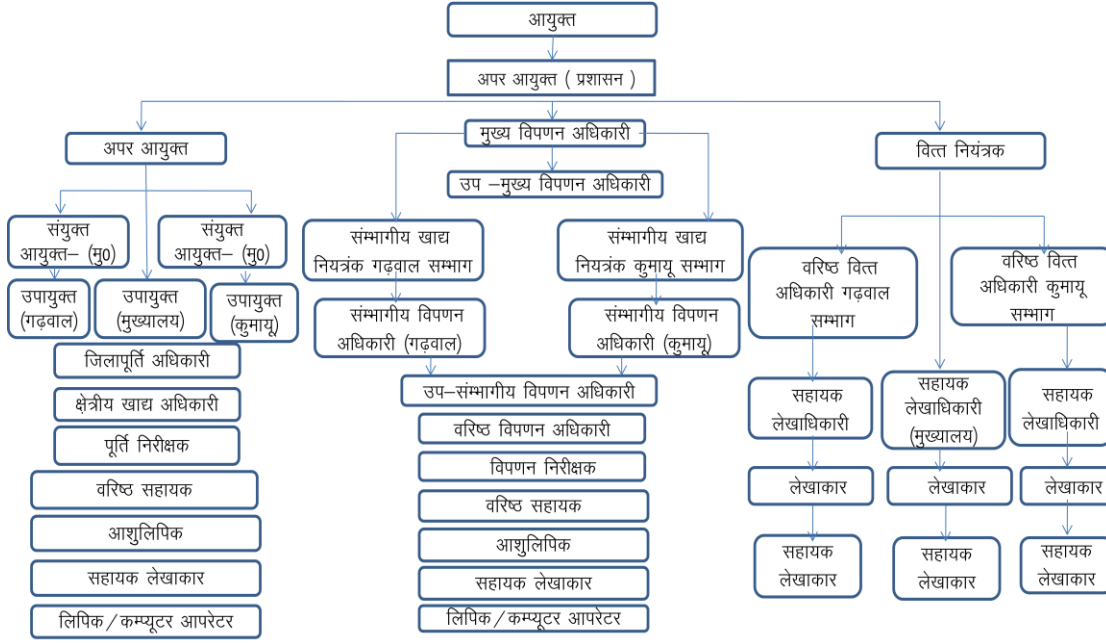 आयुक्त
अपर आयुक्त ( प्रशासन )
अपर आयुक्त
मुख्य विपणन अधिकारी
वित्त नियंत्रक
उप –मुख्य विपणन अधिकारी
संयुक्त
आयुक्त– (मु0)
संयुक्त
आयुक्त– (मु0)
उपायुक्त
(गढ़वाल)
उपायुक्त
(मुख्यालय)
उपायुक्त
(कुमायू)
जिलापूर्ति अधिकारी
क्षेत्रीय खाद्य अधिकारी
पूर्ति निरीक्षक
वरिष्ठ सहायक
आशुलिपिक
सहायक लेखाकार
लिपिक / कम्प्यूटर आपरेटर
संम्भागीय खाद्य
नियत्रंक गढ़वाल सम्भाग
संम्भागीय खाद्य
नियत्रंक कुमायू सम्भाग
संम्भागीय विपणन
अधिकारी (गढ़वाल)
संम्भागीय विपणन
अधिकारी (कुमायू)
उप–संम्भागीय विपणन अधिकारी
वरिष्ठ विपणन अधिकारी
विपणन निरीक्षक
वरिष्ठ सहायक
आशुलिपिक
सहायक लेखाकार
लिपिक / कम्प्यूटर आपरेटर
वरिष्ठ वित्त
अधिकारी गढ़वाल
सम्भाग
वरिष्ठ वित्त
अधिकारी कुमायू
सम्भाग
सहायक
लेखाधिकारी
सहायक
लेखाधिकारी
(मुख्यालय)
सहायक
लेखाधिकारी
लेखाकार
लेखाकार
लेखाकार
सहायक
लेखाकार
सहायक
लेखाकार
सहायक
लेखाकार